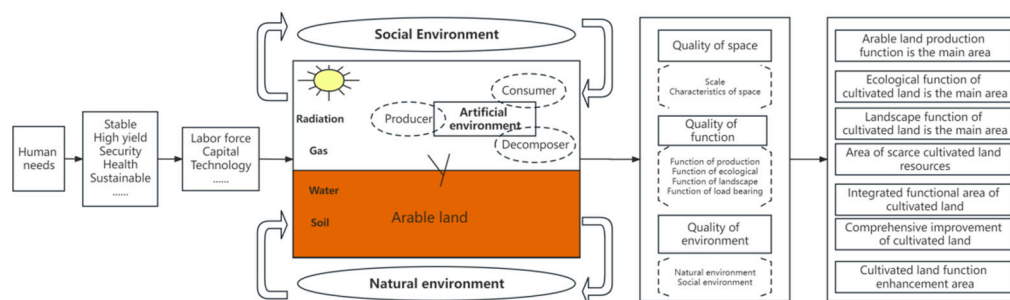 Human
needs
Stable
High yield
Security
Health
Sustainable
......
Labor force
Capital
Technology
......
Social Environment
Radiation
Gas
Consumer
Producer
Artificial
environment
Decomposer
Water
Soil
Arable land
Natural environment
Quality of space
Scale
Characteristics of space
Quality of
function
Function of production
Function of ecological
Function of landscape
Function of load bearing
Quality of
environment
Natural environment
Social environment
Arable land production
function is the main area
Ecological function of
cultivated land is the main area
Landscape function of
cultivated land is the main area
Area of scarce cultivated land
resources
Integrated functional area of
cultivated land
Comprehensive improvement
of cultivated land
Cultivated land function
enhancement area